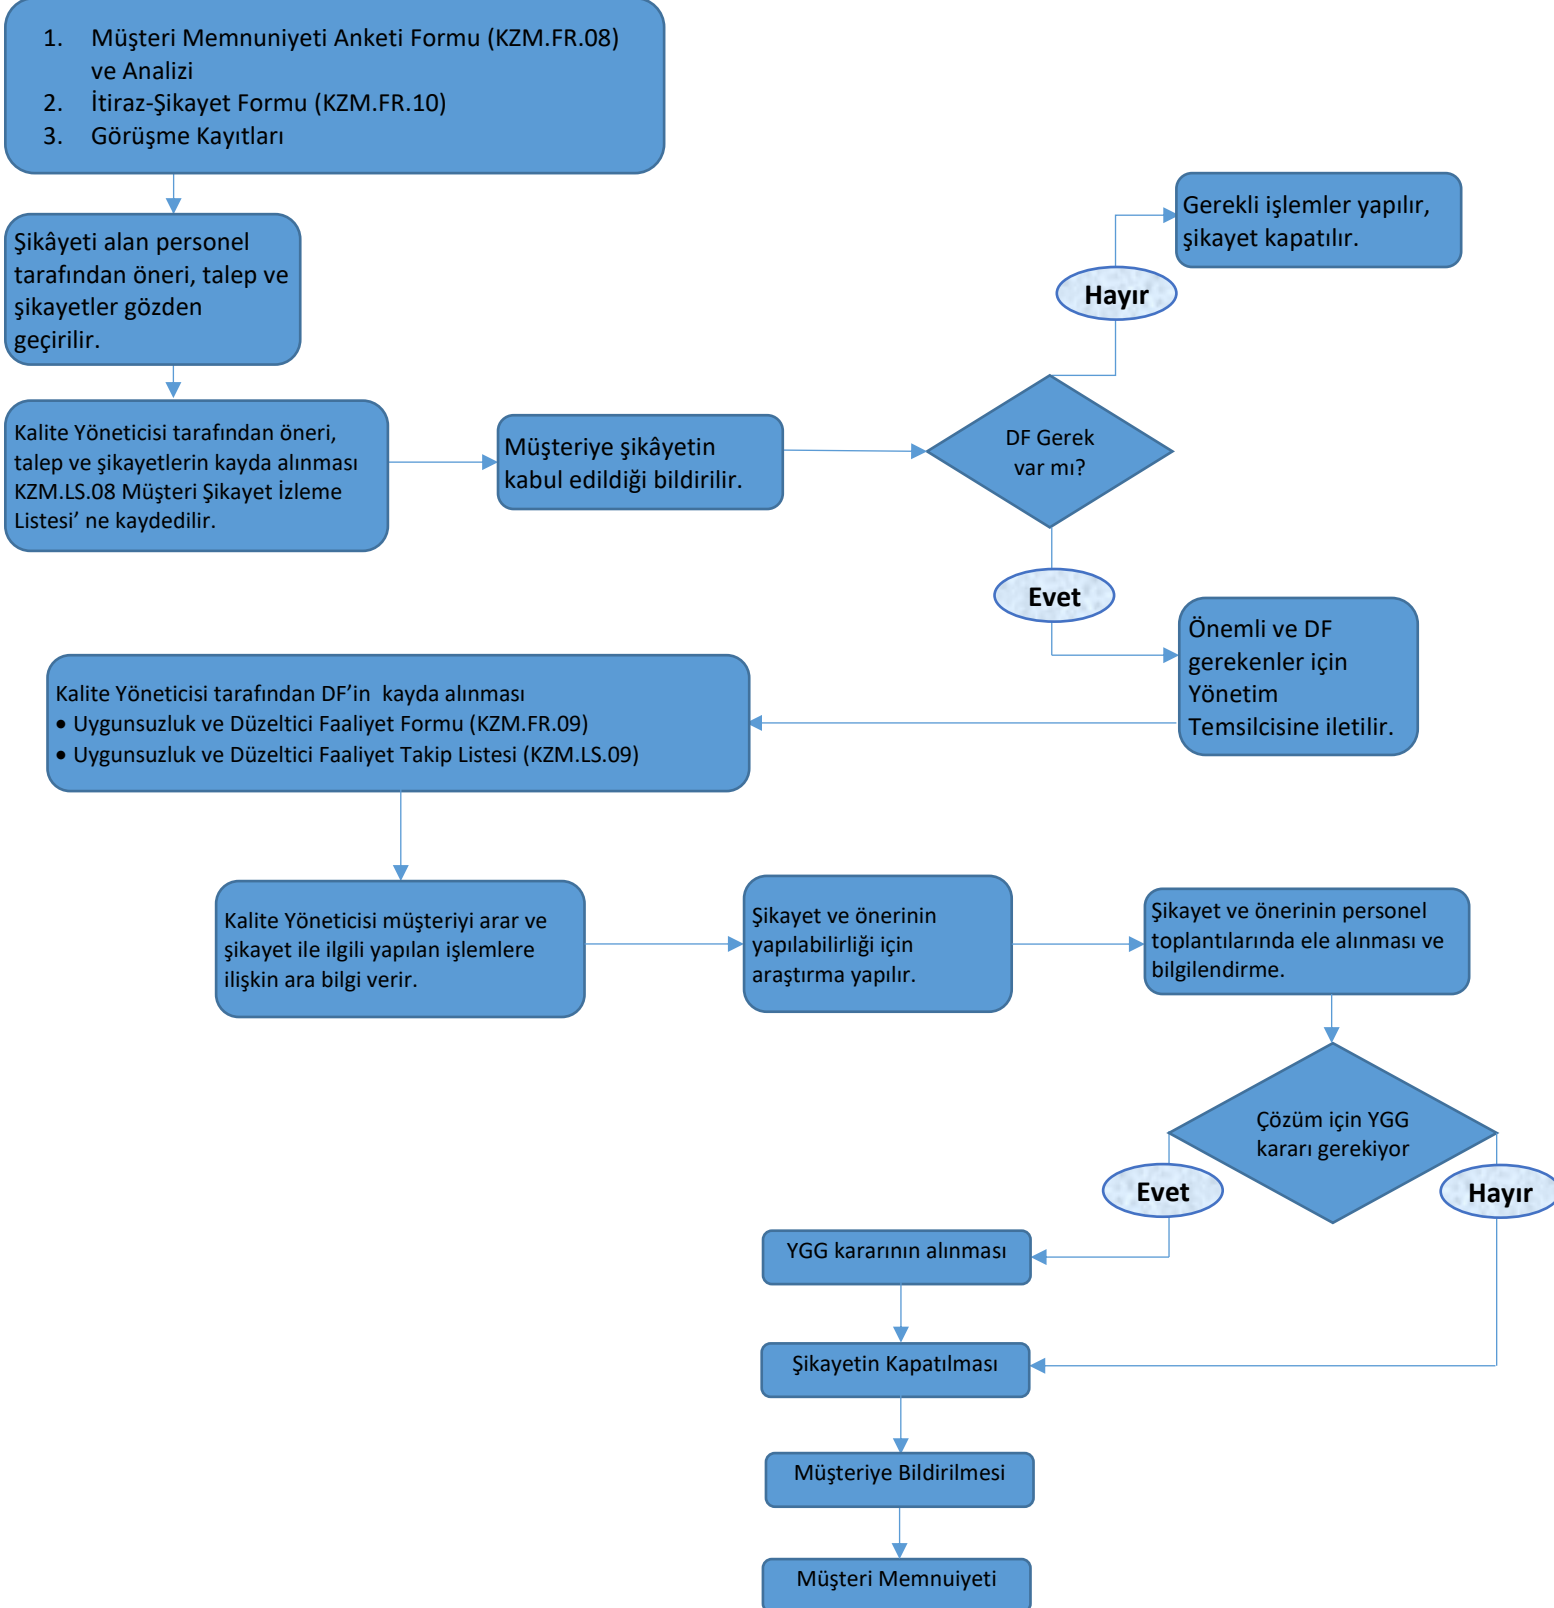 1. Müşteri Memnuniyeti Anketi Formu (KZM.FR.08)
ve Analizi
2. İtiraz-Şikayet Formu (KZM.FR.10)
3. Görüşme Kayıtları
Şikâyeti alan personel
tarafından öneri, talep ve
şikayetler gözden
geçirilir.
Kalite Yöneticisi tarafından öneri,
talep ve şikayetlerin kayda alınması
KZM.LS.08 Müşteri Şikayet İzleme
Listesi’ ne kaydedilir.
Müşteriye şikâyetin
kabul edildiği bildirilir.
DF Gerek
var mı?
Hayır
Gerekli işlemler yapılır,
şikayet kapatılır.
Evet
Önemli ve DF
gerekenler için
Yönetim
Temsilcisine iletilir.
Kalite Yöneticisi tarafından DF’in kayda alınması
• Uygunsuzluk ve Düzeltici Faaliyet Formu (KZM.FR.09)
• Uygunsuzluk ve Düzeltici Faaliyet Takip Listesi (KZM.LS.09)
Kalite Yöneticisi müşteriyi arar ve
şikayet ile ilgili yapılan işlemlere
ilişkin ara bilgi verir.
Şikayet ve önerinin
yapılabilirliği için
araştırma yapılır.
Şikayet ve önerinin personel
toplantılarında ele alınması ve
bilgilendirme.
Çözüm için YGG
kararı gerekiyor
Evet
Hayır
YGG kararının alınması
Şikayetin Kapatılması
Müşteriye Bildirilmesi
Müşteri Memnuiyeti